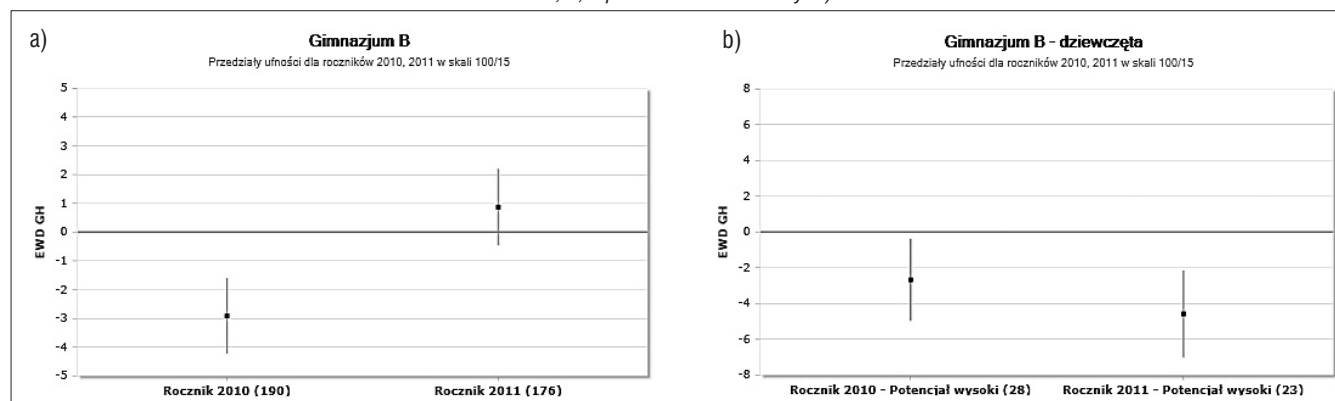 a)
Gimnazjum B
Przedziały ufności dla roczników 2010, 2011 w skali 100/15
EWD GH
5
4
3
2
1
0
-1
-2
-3
-4
-5
Rocznik 2010 (190)
Rocznik 2011 (176)
b)
Gimnazjum B - dziewczęta
Przedziały ufności dla roczników 2010, 2011 w skali 100/15
EWD GH
8
6
4
2
0
-2
-4
-6
-8
Rocznik 2010 - Potencjał wysoki (28)
Rocznik 2011 - Potencjał wysoki (23)